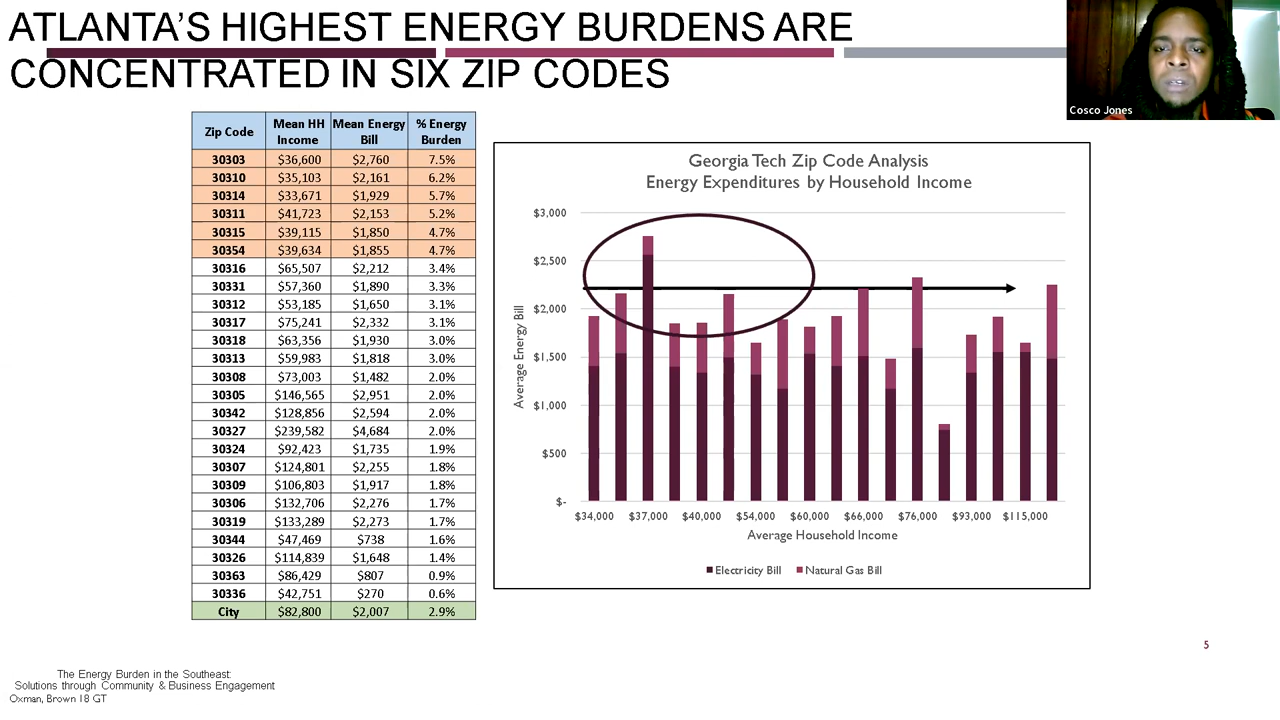 ATLANTA’S HIGHEST ENERGY BURDENS ARE
CONCENTRATED IN SIX ZIP CODES
Cosco Jones
Zip Code Mean HH Income Mean Energy Bill % Energy Burden
30303 $36,600 $2,760 7.5%
30310 $35,103 $2,161 6.2%
30314 $33,671 $1,929 5.7%
30311 $41,723 $2,153 5.2%
30315 $39,115 $1,850 4.7%
30354 $39,634 $1,855 4.7%
30316 $65,507 $2,212 3.4%
30331 $57,360 $1,890 3.3%
30312 $53,185 $1,650 3.1%
30317 $75,241 $2,332 3.1%
30318 $63,356 $1,930 3.0%
30313 $59,983 $1,818 3.0%
30308 $73,003 $1,482 2.0%
30305 $146,565 $2,951 2.0%
30342 $128,856 $2,594 2.0%
30327 $239,582 $4,684 2.0%
30324 $92,423 $1,735 1.9%
30307 $124,801 $2,255 1.8%
30309 $106,803 $1,917 1.8%
30306 $132,706 $2,276 1.7%
30319 $133,289 $2,273 1.7%
30344 $47,469 $738 1.6%
30326 $114,839 $1,648 1.4%
30363 $86,429 $807 0.9%
30336 $42,751 $270 0.6%
City $82,800 $2,007 2.9%
Georgia Tech Zip Code Analysis
Energy Expenditures by Household Income
Average Energy Bill
$3,000
$2,500
$2,000
$1,500
$1,000
$500
$-
$34,000 $37,000 $40,000 $54,000 $60,000 $66,000 $76,000 $93,000 $115,000
Average Household Income
Electricity Bill Natural Gas Bill
5
The Energy Burden in the Southeast:
Solutions through Community & Business Engagement
Oxman, Brown 18 GT